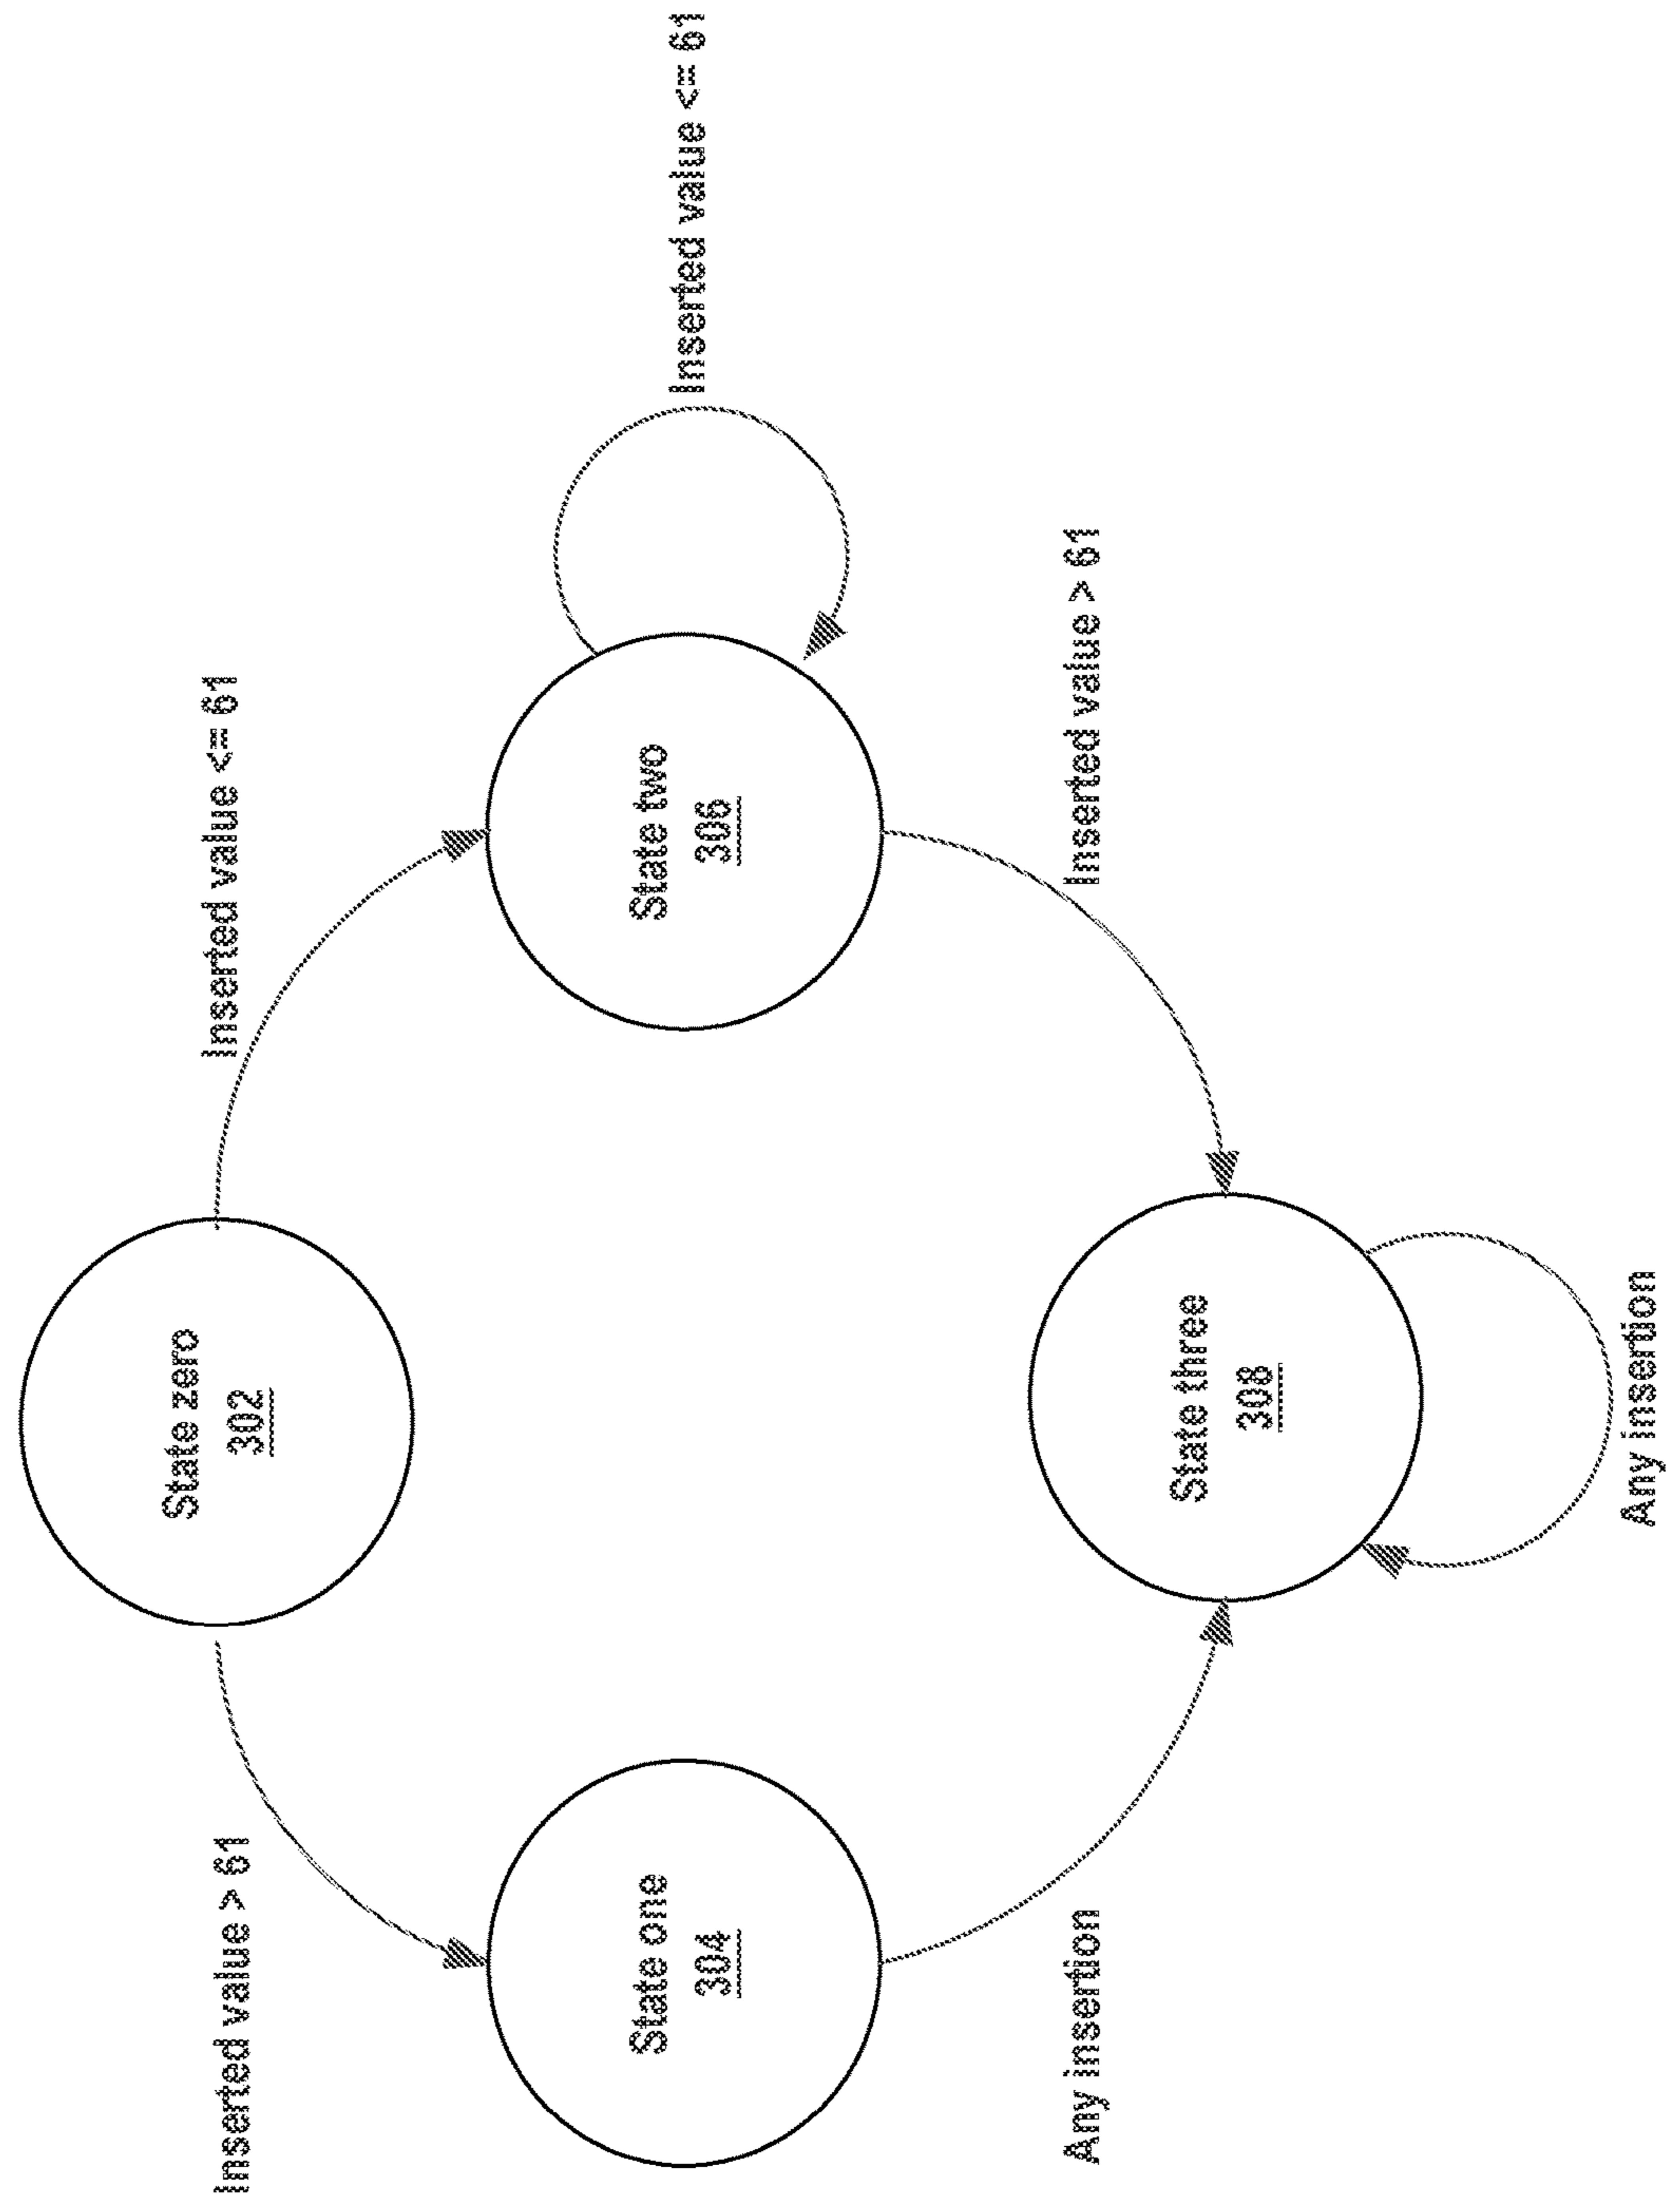 Inserted value > 61
Inserted value <= 61
State zero
302
State one
304
State two
306
Inserted value <= 61
Any insertion
Inserted value > 61
State three
308
Any insertion